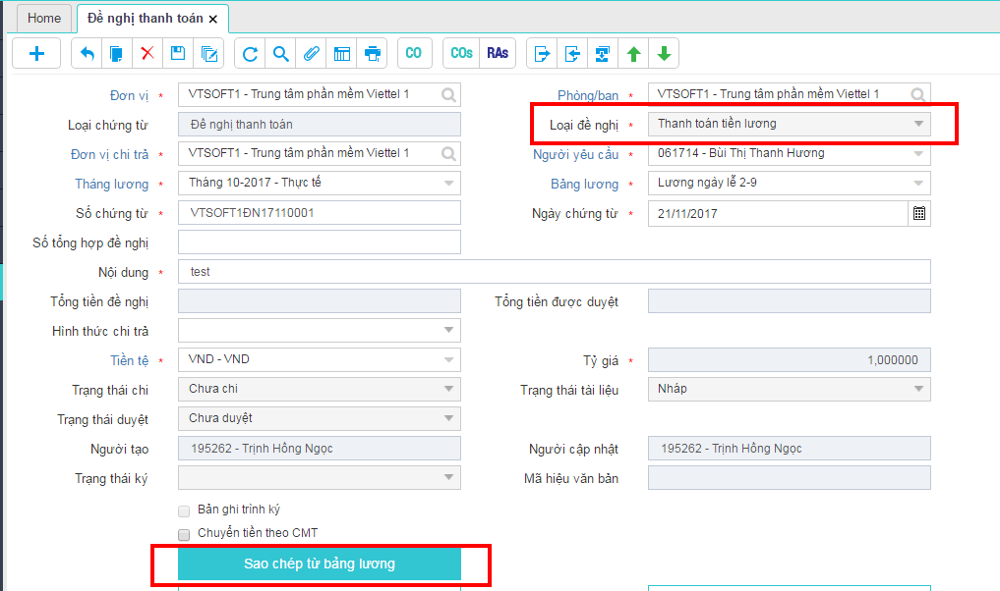 Home Đề nghị thanh toán ×
CO COs RAs
Đơn vị * VTSOFT1 - Trung tâm phần mềm Viettel 1 Phòng/ban * VTSOFT1 - Trung tâm phần mềm Viettel 1
Loại chứng từ Đề nghị thanh toán Loại đề nghị * Thanh toán tiền lương
Đơn vị chi trả * VTSOFT1 - Trung tâm phần mềm Viettel 1 Người yêu cầu * 061714 - Bùi Thị Thanh Hương
Tháng lương * Tháng 10-2017 - Thực tế Bảng lương * Lương ngày lễ 2-9
Số chứng từ * VTSOFT1ĐN17110001 Ngày chứng từ * 21/11/2017
Số tổng hợp đề nghị
Nội dung * test
Tổng tiền đề nghị Tổng tiền được duyệt
Hình thức chi trả
Tiền tệ * VND - VND Tỷ giá * 1,000000
Trạng thái chi Chưa chi Trạng thái tài liệu Nháp
Trạng thái duyệt Chưa duyệt
Người tạo 195262 - Trịnh Hồng Ngọc Người cập nhật 195262 - Trịnh Hồng Ngọc
Trạng thái ký Mã hiệu văn bản
Bản ghi trình ký
Chuyển tiền theo CMT
Sao chép từ bảng lương